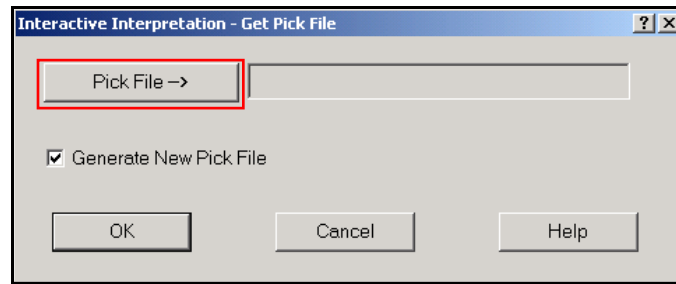 Interactive Interpretation - Get Pick File
Pick File -->
Generate New Pick File
OK Cancel Help